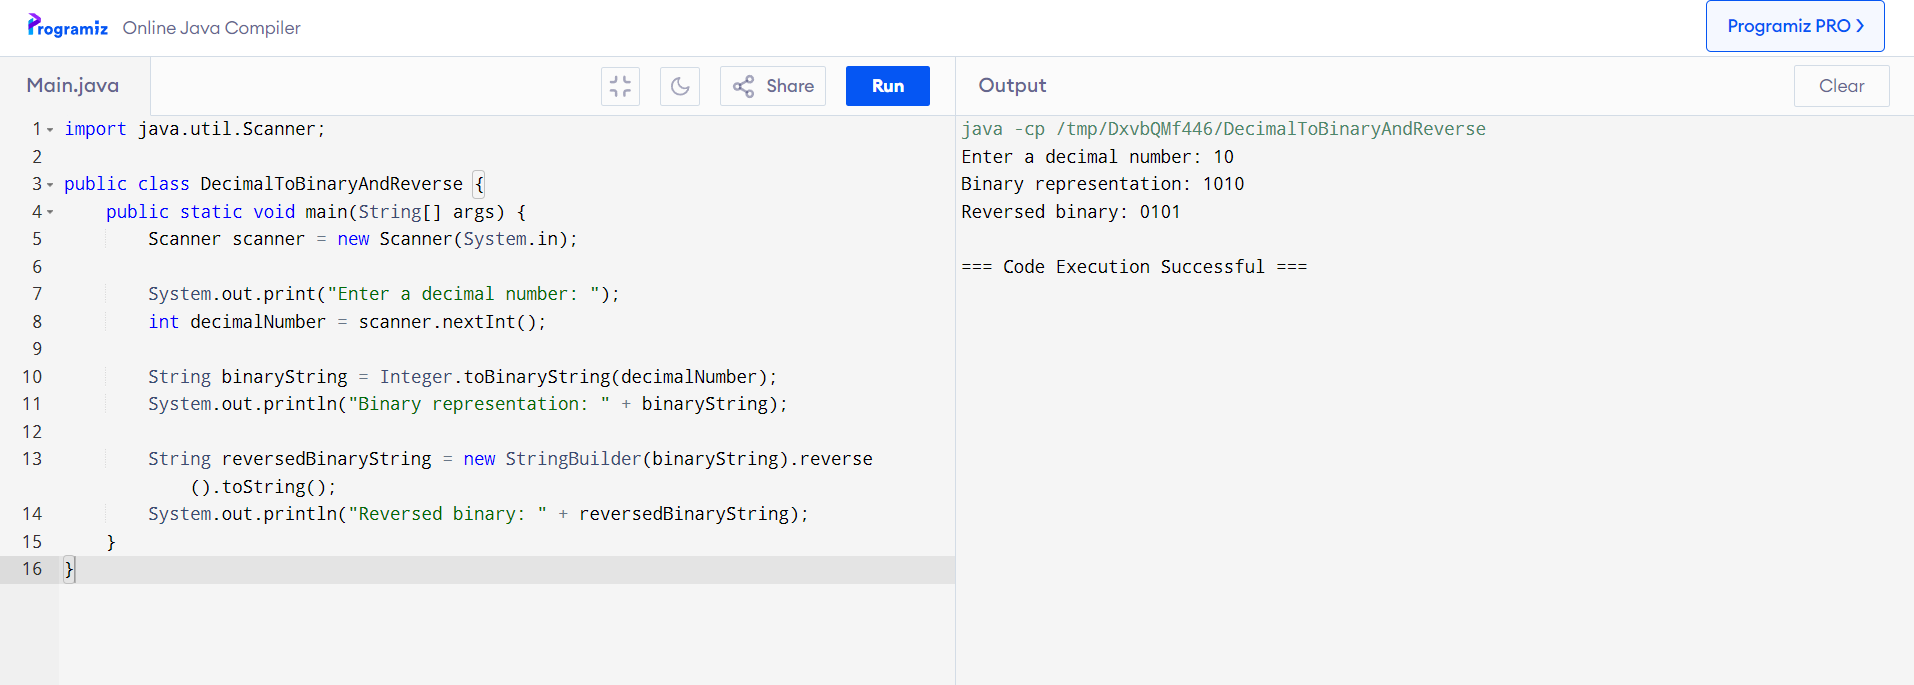 Programiz Online Java Compiler
Programiz PRO
Main.java
Share
Run
Output
Clear
1 import java.util.Scanner;
2
3 public class DecimalToBinaryAndReverse {
4     public static void main(String[] args) {
5         Scanner scanner = new Scanner(System.in);
6
7         System.out.print("Enter a decimal number: ");
8         int decimalNumber = scanner.nextInt();
9
10         String binaryString = Integer.toBinaryString(decimalNumber);
11         System.out.println("Binary representation: " + binaryString);
12
13         String reversedBinaryString = new StringBuilder(binaryString).reverse
            ().toString();
14         System.out.println("Reversed binary: " + reversedBinaryString);
15     }
16 }
java -cp /tmp/DxvbQMf446/DecimalToBinaryAndReverse
Enter a decimal number: 10
Binary representation: 1010
Reversed binary: 0101
=== Code Execution Successful ===